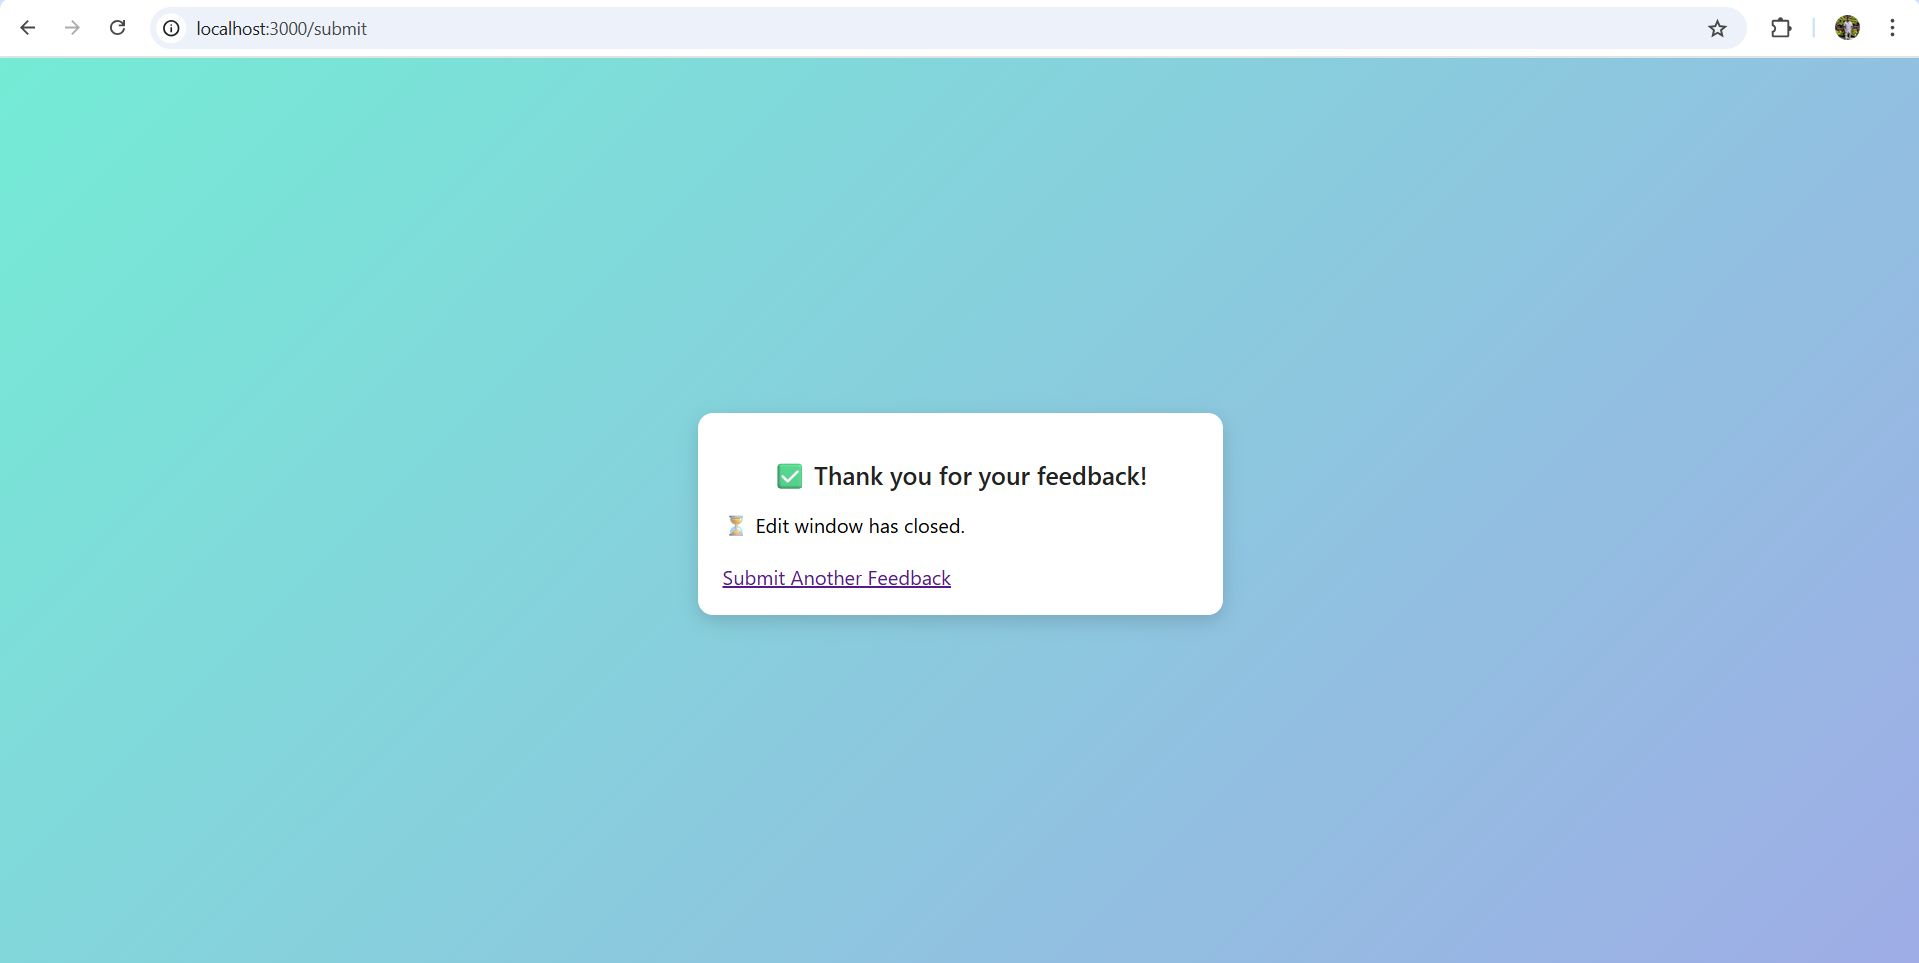 localhost:3000/submit
✅ Thank you for your feedback!
⏳ Edit window has closed.
Submit Another Feedback